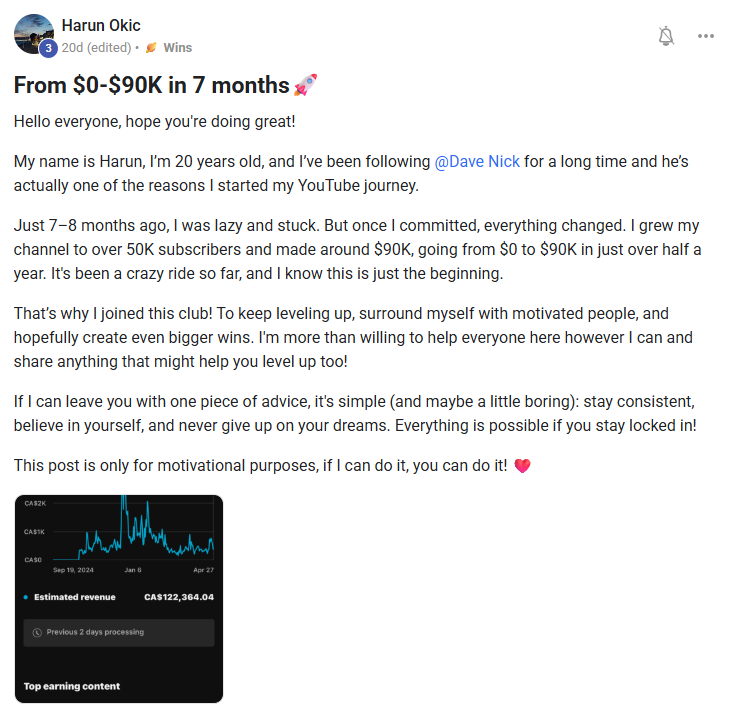 Harun Okic
3
20d (edited) • Wins
From $0-$90K in 7 months🚀
Hello everyone, hope you're doing great!
My name is Harun, I’m 20 years old, and I’ve been following @Dave Nick for a long time and he’s
actually one of the reasons I started my YouTube journey.
Just 7–8 months ago, I was lazy and stuck. But once I committed, everything changed. I grew my
channel to over 50K subscribers and made around $90K, going from $0 to $90K in just over half a
year. It's been a crazy ride so far, and I know this is just the beginning.
That’s why I joined this club! To keep leveling up, surround myself with motivated people, and
hopefully create even bigger wins. I'm more than willing to help everyone here however I can and
share anything that might help you level up too!
If I can leave you with one piece of advice, it's simple (and maybe a little boring): stay consistent,
believe in yourself, and never give up on your dreams. Everything is possible if you stay locked in!
This post is only for motivational purposes, if I can do it, you can do it! ❤️
CA$2K
CA$1K
CA$0
Sep 19, 2024 Jan 6 Apr 27
Estimated revenue CA$122,364.04
Previous 2 days processing
Top earning content